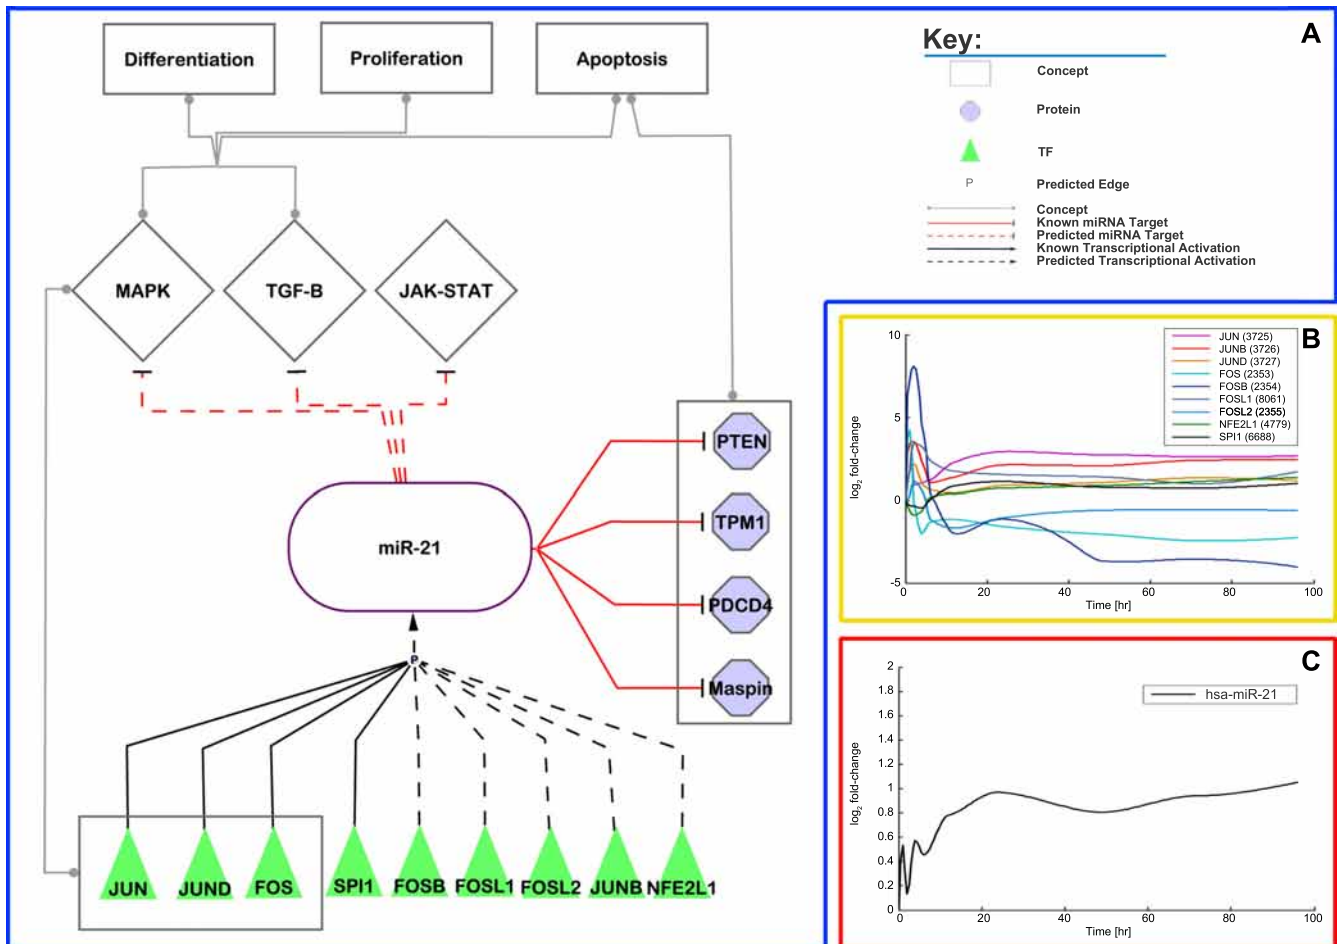 A
Differentiation
Proliferation
Apoptosis
MAPK
TGF-B
JAK-STAT
miR-21
PTEN
TPM1
PDCD4
Maspin
P
JUN
JUND
FOS
SPI1
FOSB
FOSL1
FOSL2
JUNB
NFE2L1
Key:
Concept
Protein
TF
P Predicted Edge
Concept
Known miRNA Target
Predicted miRNA Target
Known Transcriptional Activation
Predicted Transcriptional Activation
B
JUN (3725)
JUNB (3726)
JUND (3727)
FOS (2353)
FOSB (2354)
FOSL1 (8061)
FOSL2 (2355)
NFE2L1 (4779)
SPI1 (6688)
log2 fold-change
10
5
0
-5
0 20 40 60 80 100
Time [hr]
C
hsa-miR-21
log2 fold-change
2
1.8
1.6
1.4
1.2
1
0.8
0.6
0.4
0.2
0
0 20 40 60 80 100
Time [hr]